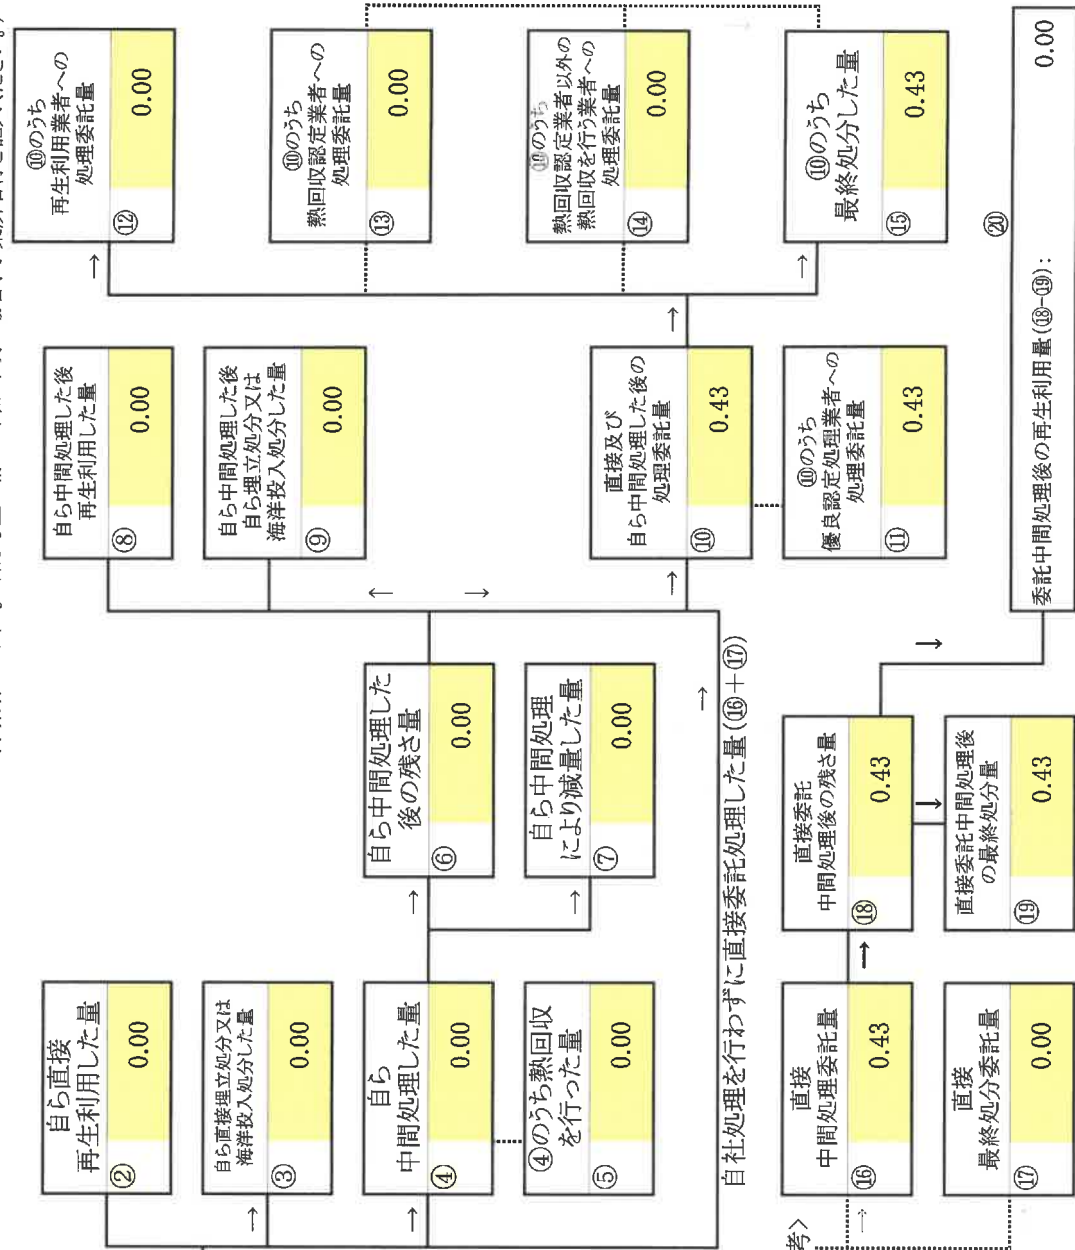 自ら直接
再生利用した量
② 0.00
自ら直接埋立処分又は
海洋投入処分した量
③ 0.00
自ら
中間処理した量
④ 0.00
④のうち熱回収
を行った量
⑤ 0.00
自ら中間処理した
後の残さ量
⑥ 0.00
自ら中間処理
により減量した量
⑦ 0.00
自ら中間処理した後
再生利用した量
⑧ 0.00
自ら中間処理した後
自ら埋立処分又は
海洋投入処分した量
⑨ 0.00
直接及び
自ら中間処理した後の
処理委託量
⑩ 0.43
⑩のうち
優良認定処理業者への
処理委託量
⑪ 0.43
⑩のうち
再生利用業者への
処理委託量
⑫ 0.00
⑩のうち
熱回収認定業者への
処理委託量
⑬ 0.00
⑩のうち
熱回収認定業者以外の
熱回収を行う業者への
処理委託量
⑭ 0.00
⑩のうち
最終処分した量
⑮ 0.43
自社処理を行わずに直接委託処理した量(⑯+⑰)
考>
直接
中間処理委託量
⑯ 0.43
直接
最終処分委託量
⑰ 0.00
直接委託
中間処理後の残さ量
⑱ 0.43
直接委託中間処理後
の最終処分量
⑲ 0.43
⑳
委託中間処理後の再生利用量(⑱-⑲): 0.00